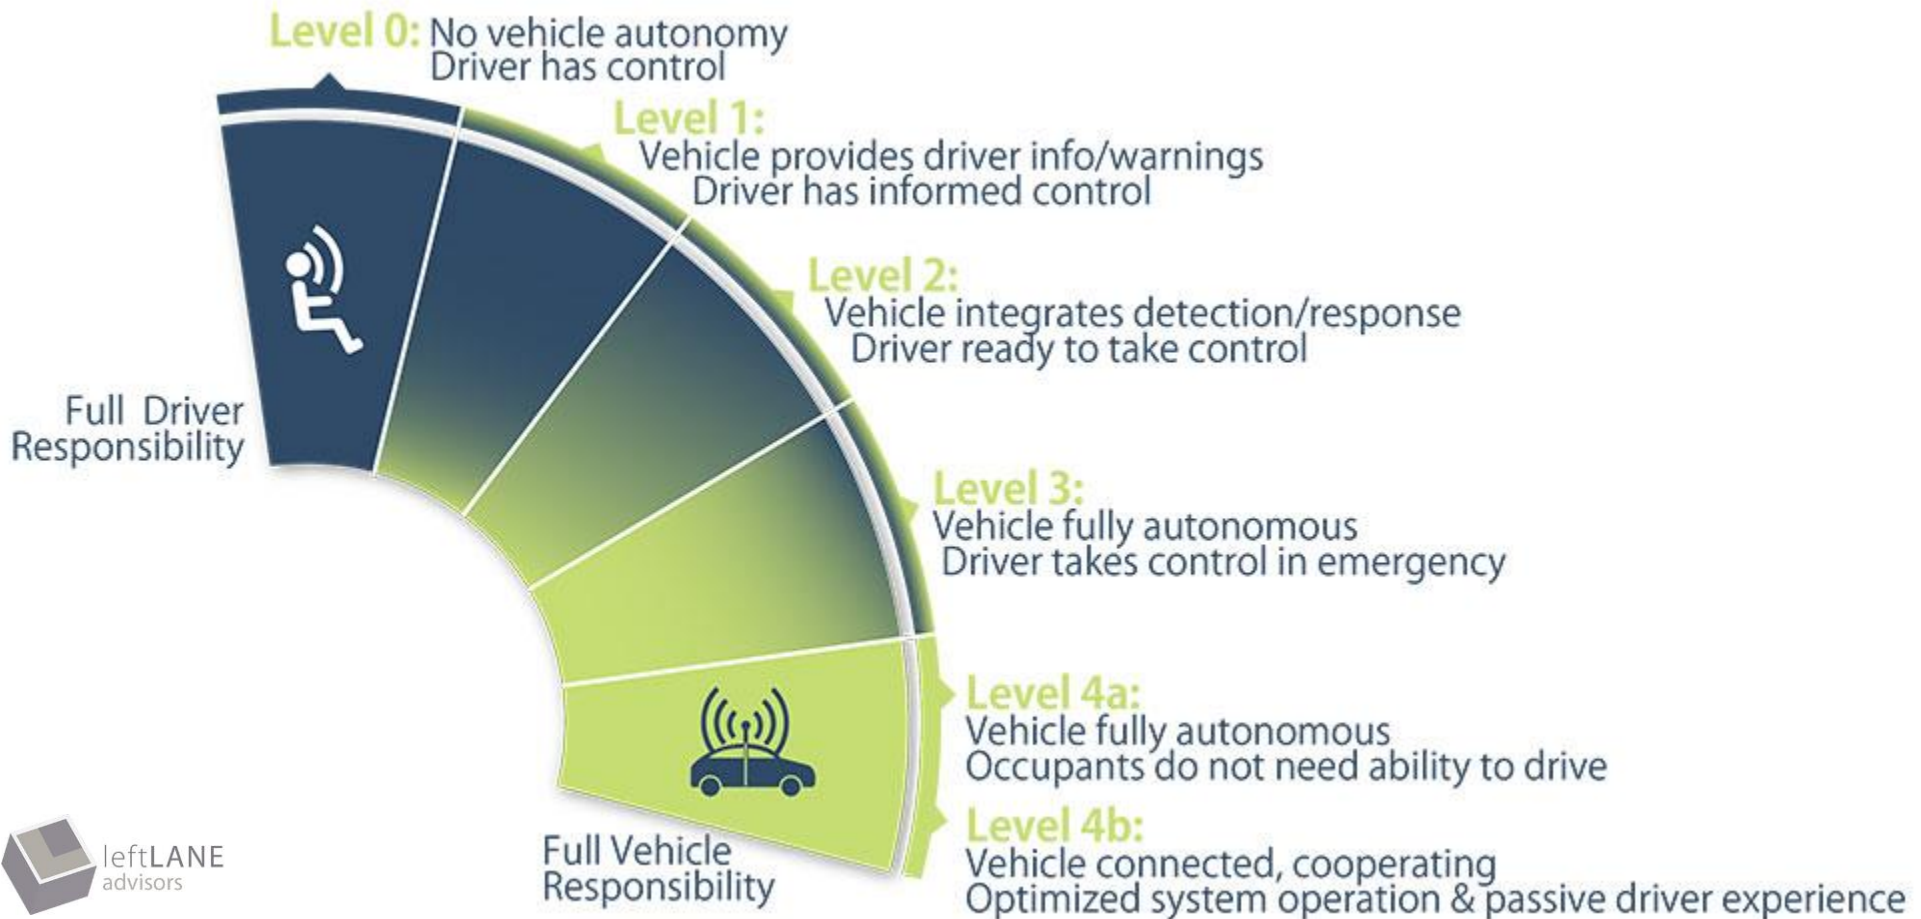 Level 0: No vehicle autonomy
Driver has control
Level 1:
Vehicle provides driver info/warnings
Driver has informed control
Level 2:
Vehicle integrates detection/response
Driver ready to take control
Full Driver
Responsibility
Level 3:
Vehicle fully autonomous
Driver takes control in emergency
Level 4a:
Vehicle fully autonomous
Occupants do not need ability to drive
Level 4b:
Vehicle connected, cooperating
Optimized system operation & passive driver experience
Full Vehicle
Responsibility
leftLANE
advisors